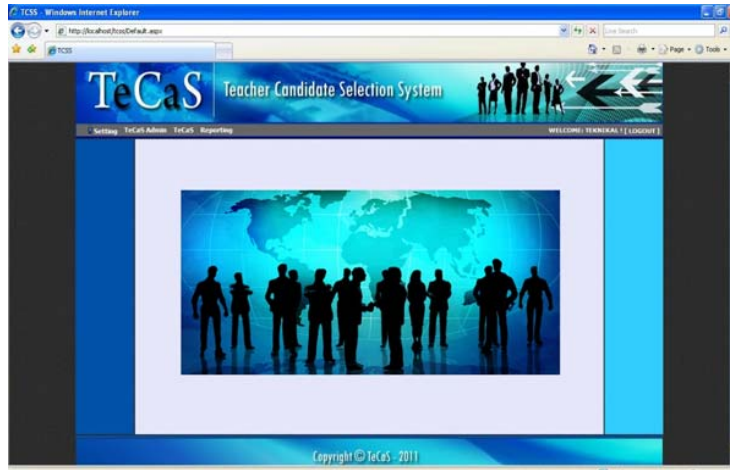 TCSS - Windows Internet Explorer
http://localhost/tcss/Default.aspx
Live Search
TCSS
Page Tools
TeCaS Teacher Candidate Selection System
Setting TeCaS Admin TeCaS Reporting WELCOME: TEKNIKAL ! [ LOGOUT ]
Copyright © TeCaS - 2011